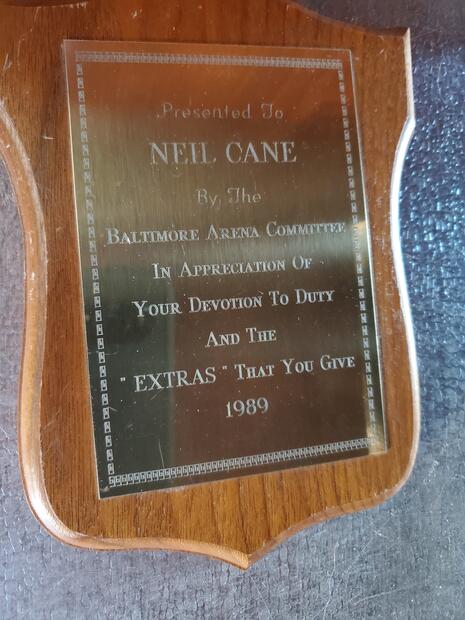 Presented To
NEIL CANE
By The
BALTIMORE ARENA COMMITTEE
IN APPRECIATION OF
YOUR DEVOTION TO DUTY
AND THE
" EXTRAS " THAT YOU GIVE
1989